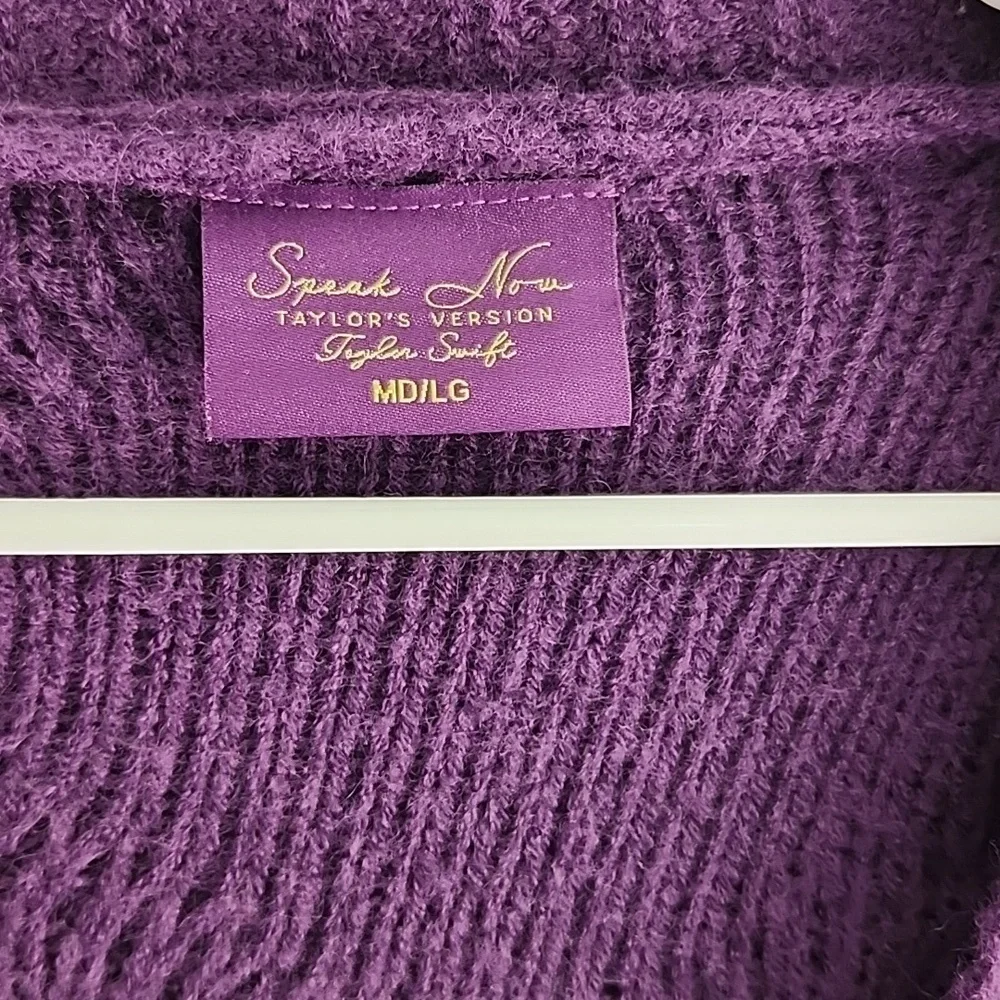 Speak Now
TAYLOR'S VERSION
Taylor Swift
MD/LG